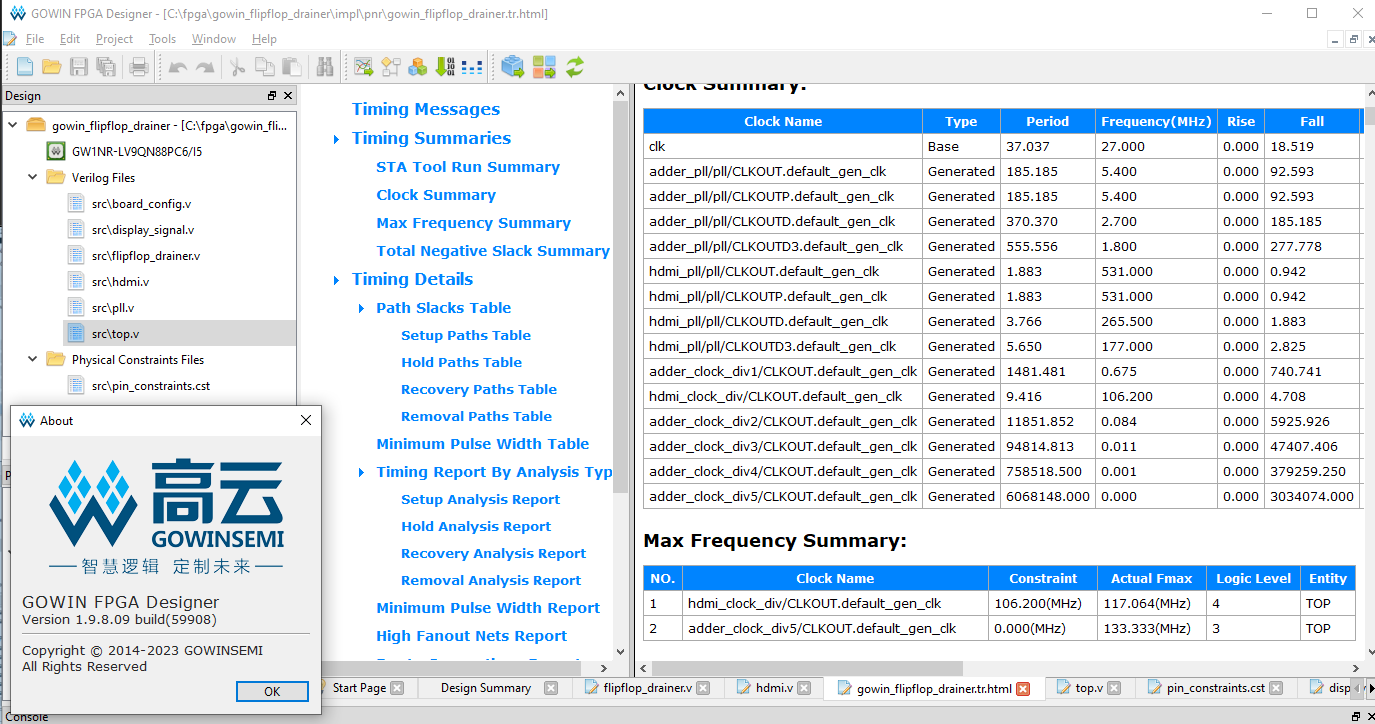 GOWIN FPGA Designer - [C:\fpga\gowin_flipflop_drainer\impl\pnr\gowin_flipflop_drainer.tr.html]
File Edit Project Tools Window Help
Design
gowin_flipflop_drainer - [C:\fpga\gowin_fli...
GW1NR-LV9QN88PC6/I5
Verilog Files
src\board_config.v
src\display_signal.v
src\flipflop_drainer.v
src\hdmi.v
src\pll.v
src\top.v
Physical Constraints Files
src\pin_constraints.cst
Timing Messages
Timing Summaries
STA Tool Run Summary
Clock Summary
Max Frequency Summary
Total Negative Slack Summary
Timing Details
Path Slacks Table
Setup Paths Table
Hold Paths Table
Recovery Paths Table
Removal Paths Table
Minimum Pulse Width Table
Timing Report By Analysis Typ
Setup Analysis Report
Hold Analysis Report
Recovery Analysis Report
Removal Analysis Report
Minimum Pulse Width Report
High Fanout Nets Report
Clock Summary:
Clock Name Type Period Frequency(MHz) Rise Fall
clk Base 37.037 27.000 0.000 18.519
adder_pll/pll/CLKOUT.default_gen_clk Generated 185.185 5.400 0.000 92.593
adder_pll/pll/CLKOUTP.default_gen_clk Generated 185.185 5.400 0.000 92.593
adder_pll/pll/CLKOUTD.default_gen_clk Generated 370.370 2.700 0.000 185.185
adder_pll/pll/CLKOUTD3.default_gen_clk Generated 555.556 1.800 0.000 277.778
hdmi_pll/pll/CLKOUT.default_gen_clk Generated 1.883 531.000 0.000 0.942
hdmi_pll/pll/CLKOUTP.default_gen_clk Generated 1.883 531.000 0.000 0.942
hdmi_pll/pll/CLKOUTD.default_gen_clk Generated 3.766 265.500 0.000 1.883
hdmi_pll/pll/CLKOUTD3.default_gen_clk Generated 5.650 177.000 0.000 2.825
adder_clock_div1/CLKOUT.default_gen_clk Generated 1481.481 0.675 0.000 740.741
hdmi_clock_div/CLKOUT.default_gen_clk Generated 9.416 106.200 0.000 4.708
adder_clock_div2/CLKOUT.default_gen_clk Generated 11851.852 0.084 0.000 5925.926
adder_clock_div3/CLKOUT.default_gen_clk Generated 94814.813 0.011 0.000 47407.406
adder_clock_div4/CLKOUT.default_gen_clk Generated 758518.500 0.001 0.000 379259.250
adder_clock_div5/CLKOUT.default_gen_clk Generated 6068148.000 0.000 0.000 3034074.000
Max Frequency Summary:
NO. Clock Name Constraint Actual Fmax Logic Level Entity
1 hdmi_clock_div/CLKOUT.default_gen_clk 106.200(MHz) 117.064(MHz) 4 TOP
2 adder_clock_div5/CLKOUT.default_gen_clk 0.000(MHz) 133.333(MHz) 3 TOP
About
高云
GOWINSEMI
智慧逻辑 定制未来
GOWIN FPGA Designer
Version 1.9.8.09 build(59908)
Copyright © 2014-2023 GOWINSEMI
All Rights Reserved
OK
Start Page Design Summary flipflop_drainer.v hdmi.v gowin_flipflop_drainer.tr.html top.v pin_constraints.cst disp
Console